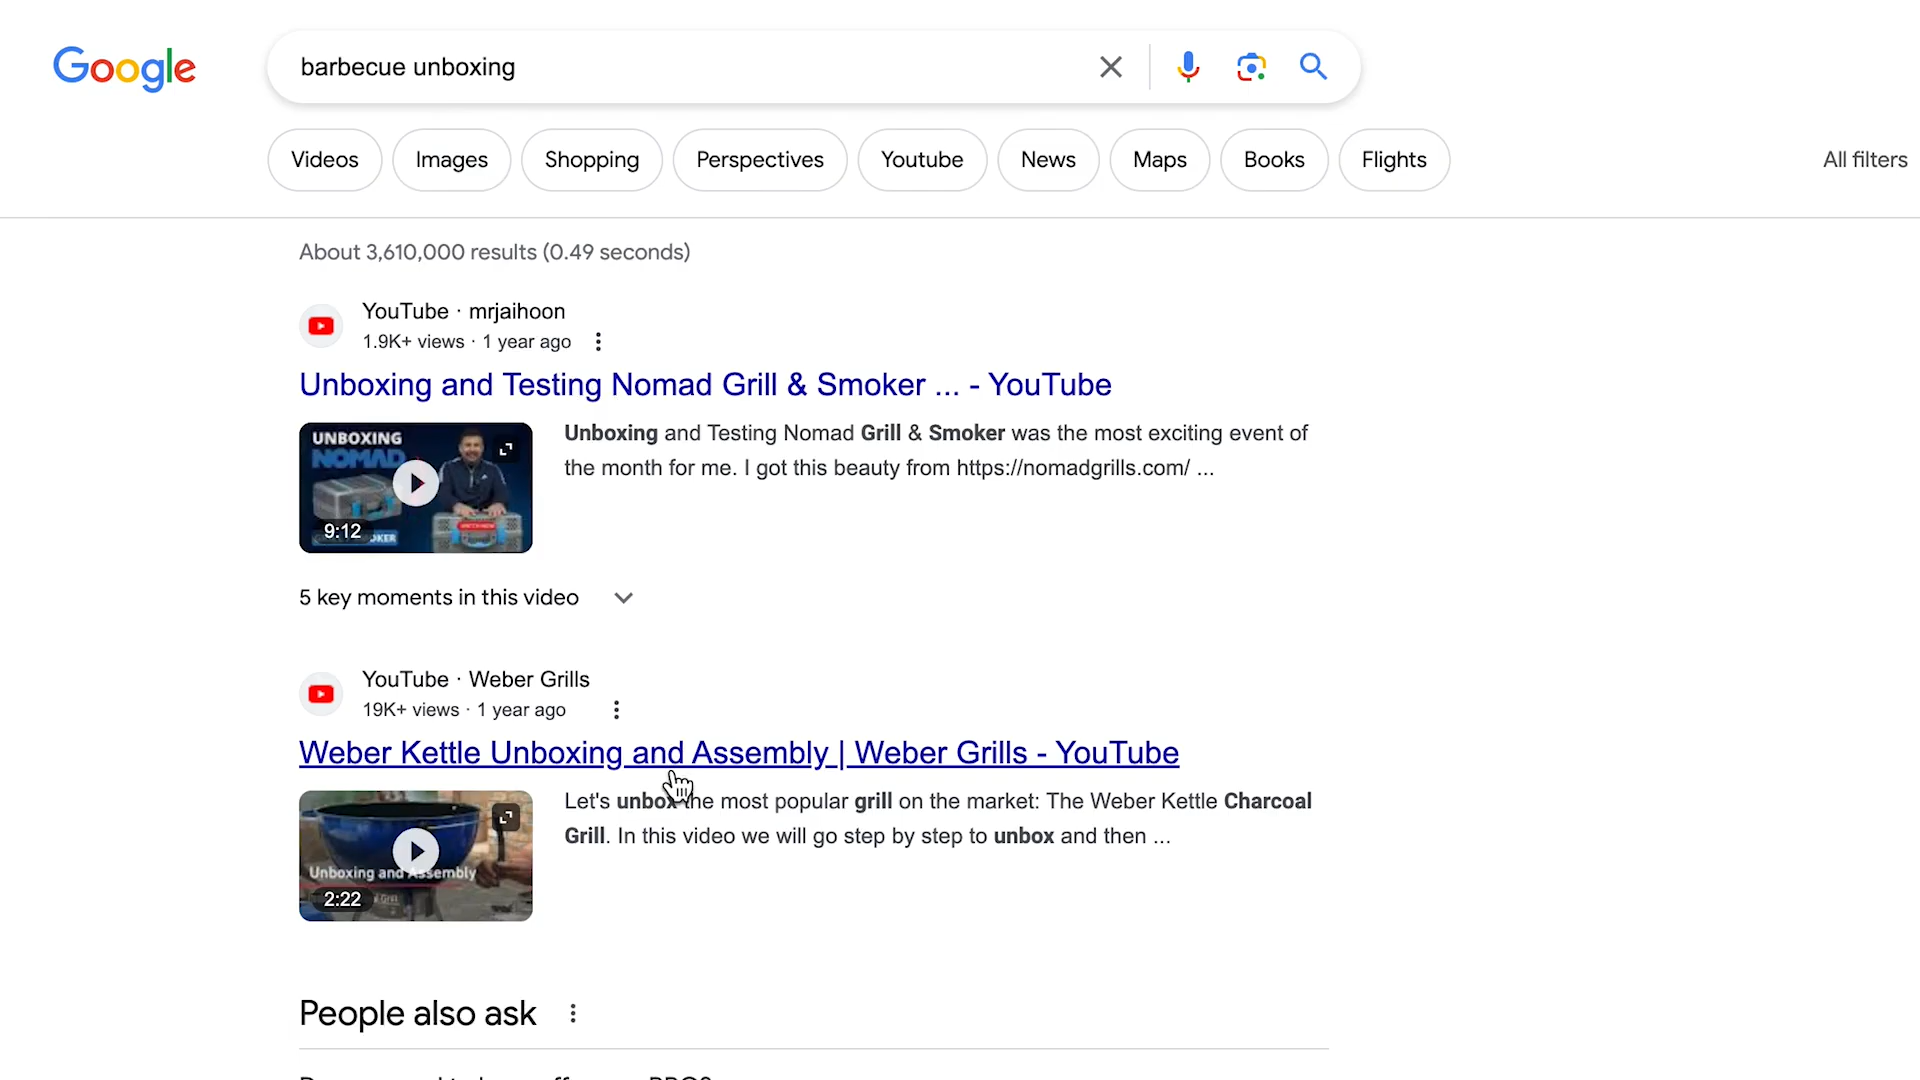 Google
barbecue unboxing
Videos
Images
Shopping
Perspectives
Youtube
News
Maps
Books
Flights
All filters
About 3,610,000 results (0.49 seconds)
YouTube · mrjaihoon
1.9K+ views · 1 year ago
Unboxing and Testing Nomad Grill & Smoker ... - YouTube
UNBOXING
NOMAD
9:12
Unboxing and Testing Nomad Grill & Smoker was the most exciting event of
the month for me. I got this beauty from https://nomadgrills.com/ ...
5 key moments in this video
YouTube · Weber Grills
19K+ views · 1 year ago
Weber Kettle Unboxing and Assembly | Weber Grills - YouTube
Unboxing and Assembly
2:22
Let's unbox the most popular grill on the market: The Weber Kettle Charcoal
Grill. In this video we will go step by step to unbox and then ...
People also ask